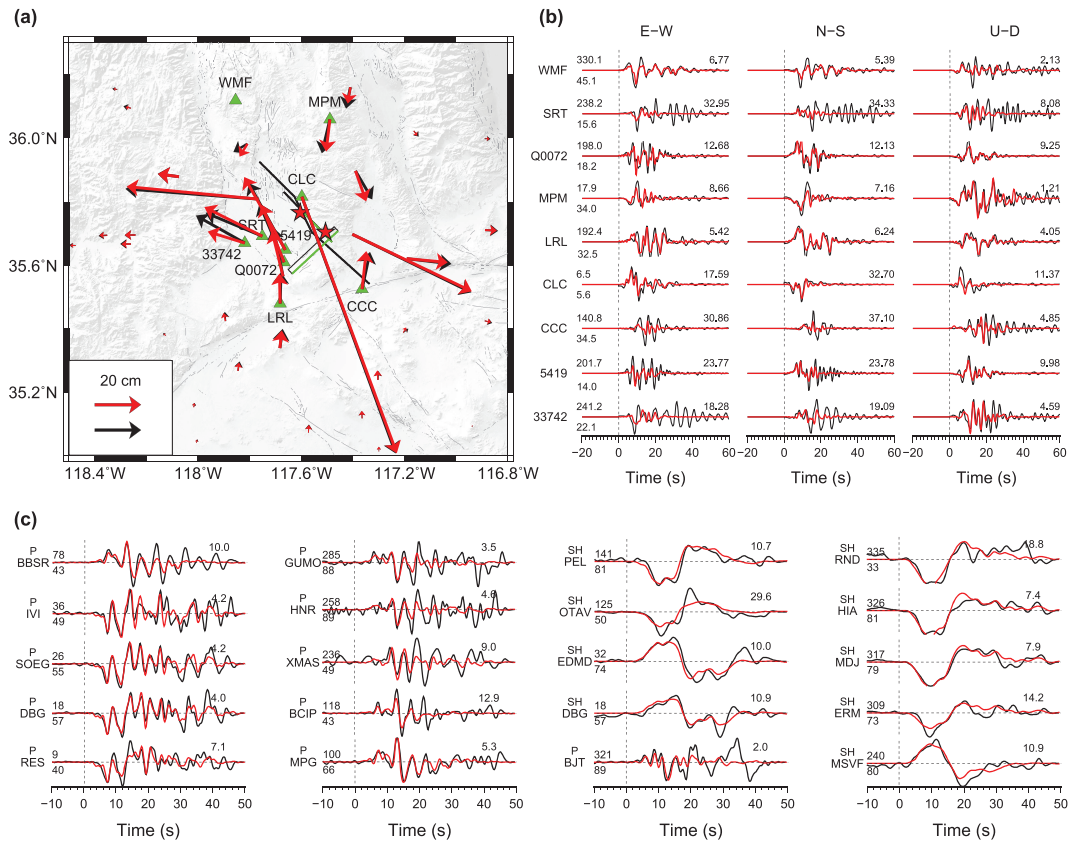 (a)
WMF
MPM
36.0°N
CLC
SRT
5419
33742
35.6°N
Q0072
CCC
LRL
20 cm
35.2°N
118.4°W
118°W
117.6°W
117.2°W
116.8°W
(b)
E−W N−S U−D
WMF 330.1 45.1 6.77 5.39 2.13
SRT 238.2 15.6 32.95 34.33 8.08
Q0072 198.0 18.2 12.68 12.13 9.25
MPM 17.9 34.0 8.66 7.16 1.21
LRL 192.4 32.5 5.42 6.24 4.05
CLC 6.5 5.6 17.59 32.70 11.37
CCC 140.8 34.5 30.86 37.10 4.85
5419 201.7 14.0 23.77 23.78 9.98
33742 241.2 22.1 18.28 19.09 4.59
−20 0 20 40 60 −20 0 20 40 60 −20 0 20 40 60
Time (s) Time (s) Time (s)
(c)
P BBSR 78 43 10.0
P IVI 36 49 4.2
P SOEG 26 55 4.2
P DBG 18 57 4.0
P RES 9 40 7.1
−10 0 10 20 30 40 50
Time (s)
P GUMO 285 88 3.5
P HNR 258 89 4.6
P XMAS 236 49 9.0
P BCIP 118 43 12.9
P MPG 100 66 5.3
−10 0 10 20 30 40 50
Time (s)
SH PEL 141 81 10.7
SH OTAV 125 50 29.6
SH EDMD 32 74 10.0
SH DBG 18 57 10.9
P BJT 321 89 2.0
−10 0 10 20 30 40 50
Time (s)
SH RND 335 33 18.8
SH HIA 326 81 7.4
SH MDJ 317 79 7.9
SH ERM 309 73 14.2
SH MSVF 240 80 10.9
−10 0 10 20 30 40 50
Time (s)